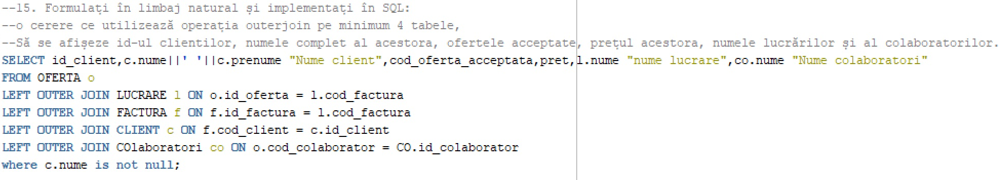 --15. Formulați în limbaj natural și implementați în SQL:
--o cerere ce utilizează operația outerjoin pe minimum 4 tabele,
--Să se afișeze id-ul clientilor, numele complet al acestora, ofertele acceptate, prețul acestora, numele lucrărilor și al colaboratorilor.
SELECT id_client,c.nume||' '||c.prenume "Nume client",cod_oferta_acceptata,pret,l.nume "nume lucrare",co.nume "Nume colaboratori"
FROM OFERTA o
LEFT OUTER JOIN LUCRARE l ON o.id_oferta = l.cod_factura
LEFT OUTER JOIN FACTURA f ON f.id_factura = l.cod_factura
LEFT OUTER JOIN CLIENT c ON f.cod_client = c.id_client
LEFT OUTER JOIN COlaboratori co ON o.cod_colaborator = CO.id_colaborator
where c.nume is not null;